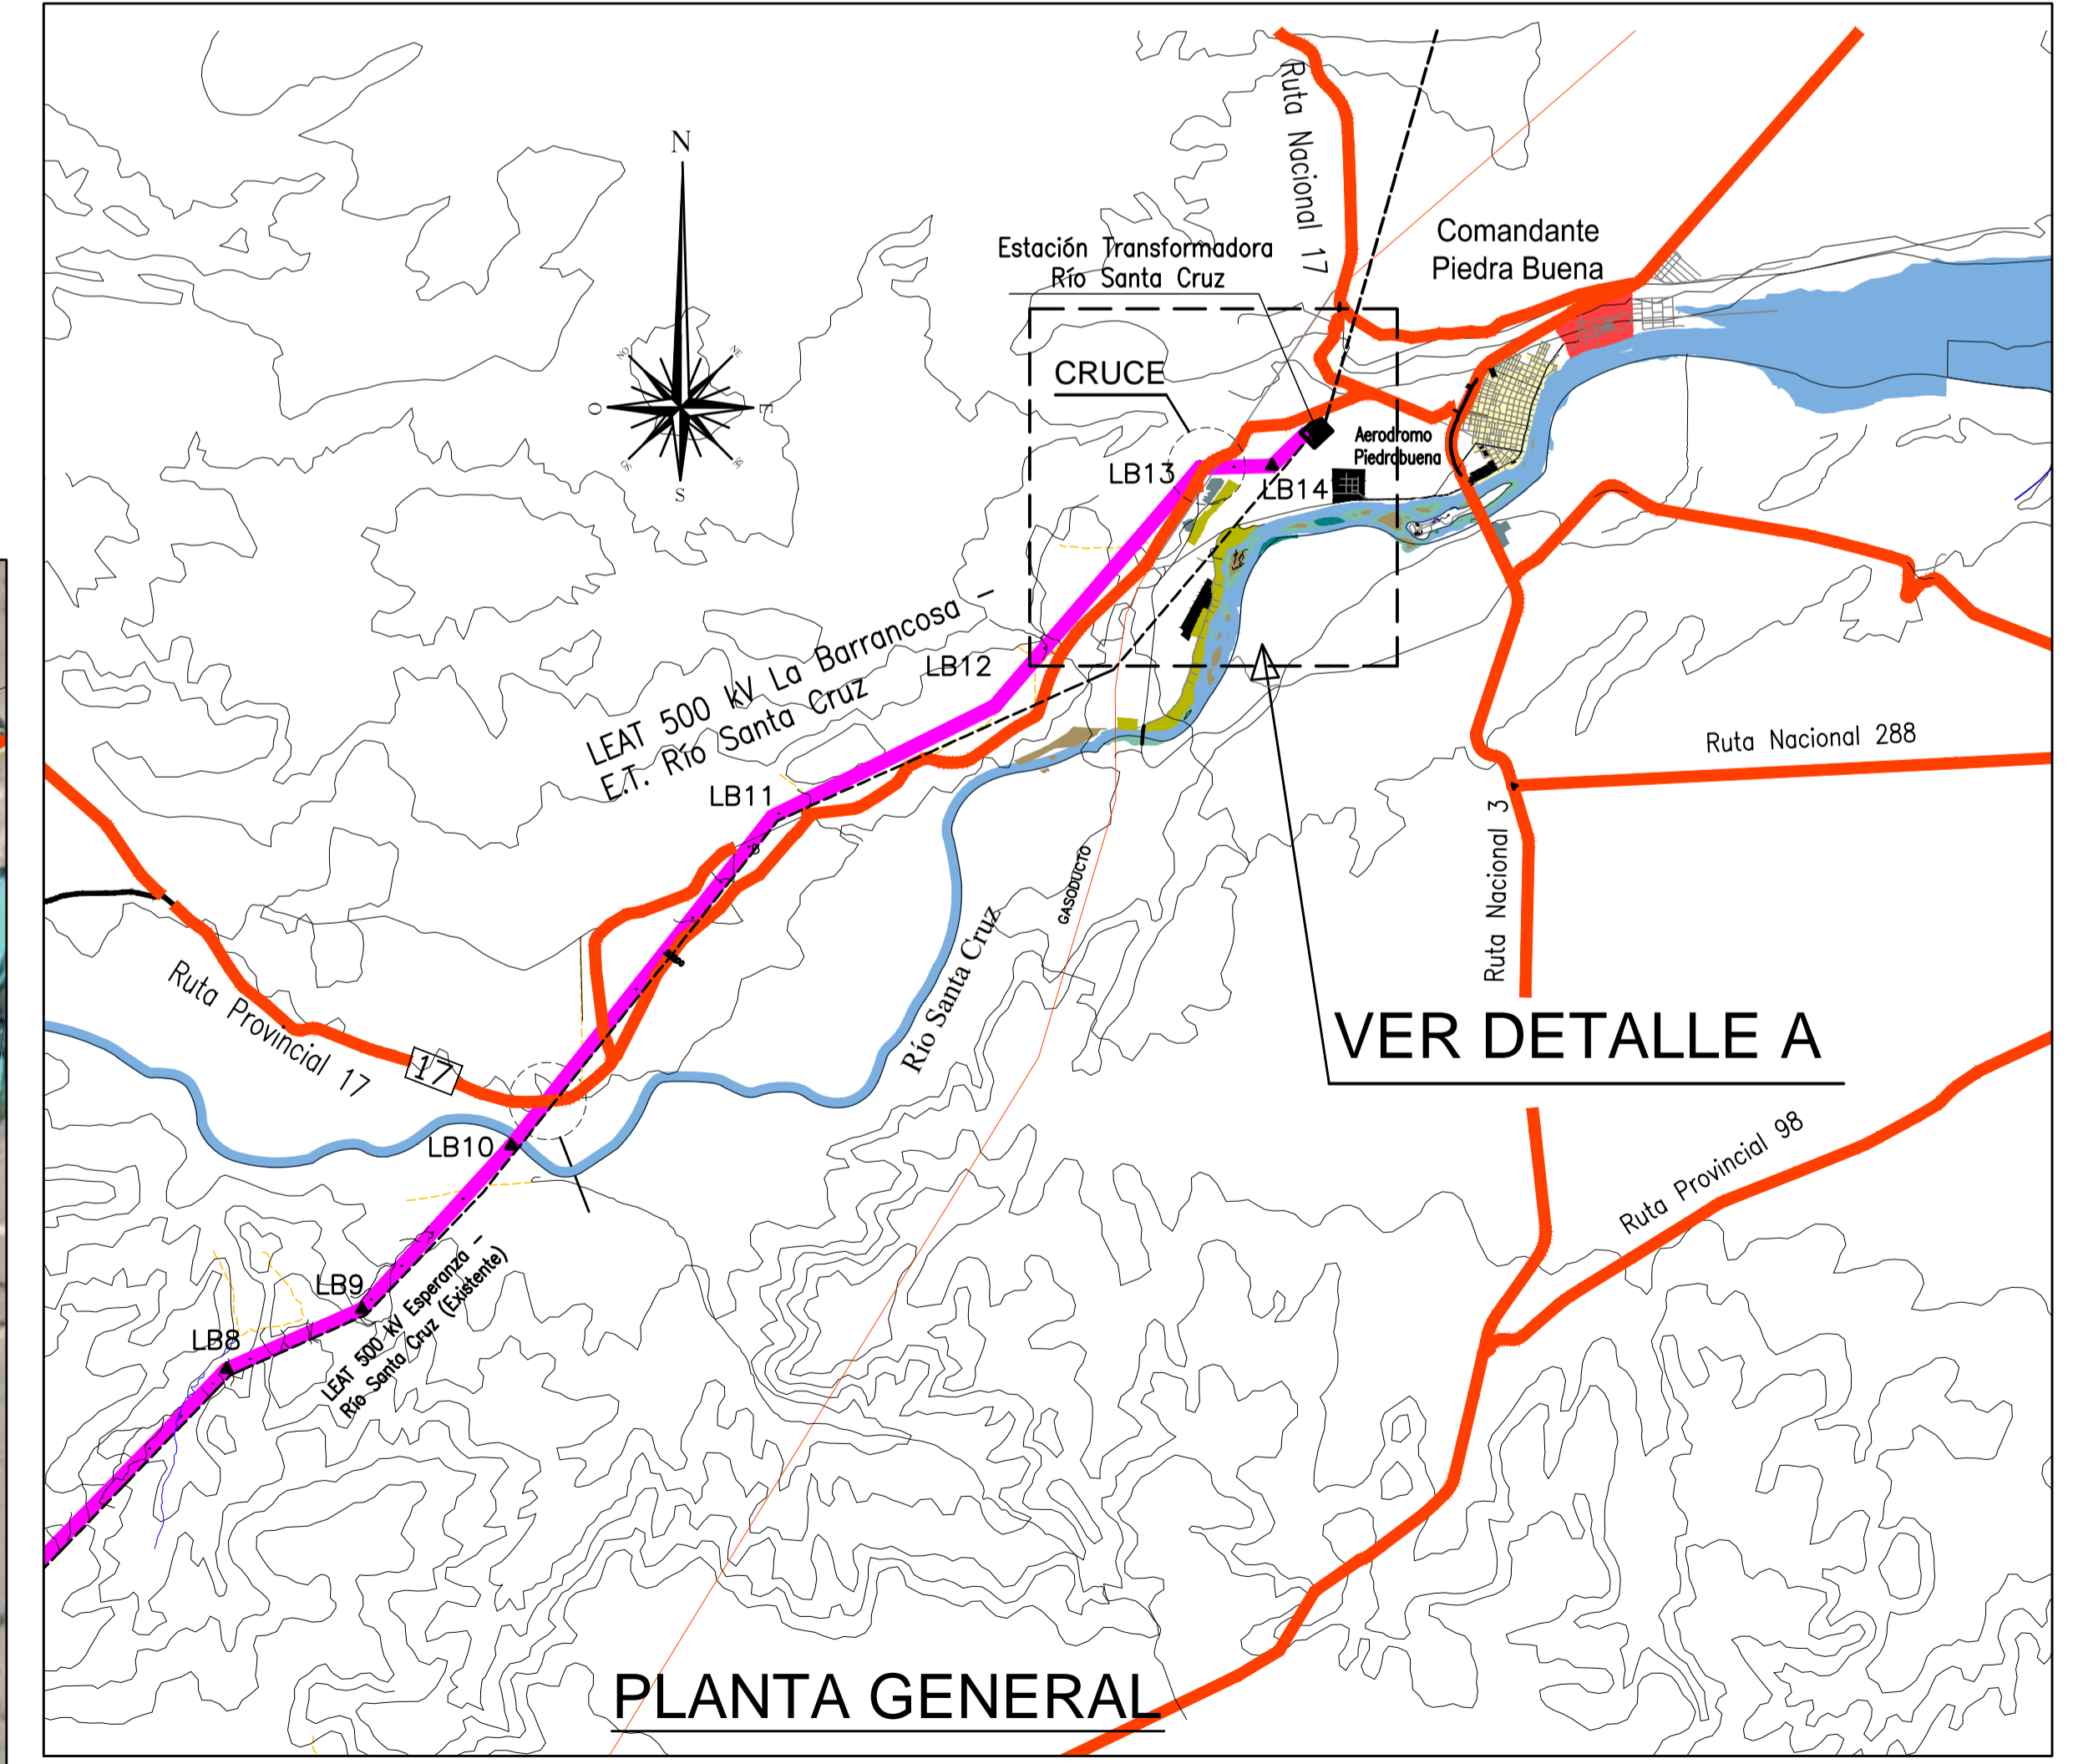 N
NO
NE
O
E
SO
SE
S
Ruta Nacional 17
Comandante
Piedra Buena
Estación Transformadora
Río Santa Cruz
CRUCE
Aerodromo
Piedrabuena
LB13
LB14
LB12
LEAT 500 kV La Barrancosa –
E.T. Río Santa Cruz
LB11
Ruta Nacional 288
Ruta Nacional 3
GASODUCTO
Río Santa Cruz
Ruta Provincial 17
17
VER DETALLE A
LB10
Ruta Provincial 98
LB9
LEAT 500 kV Esperanza –
Río Santa Cruz (Existente)
LB8
PLANTA GENERAL